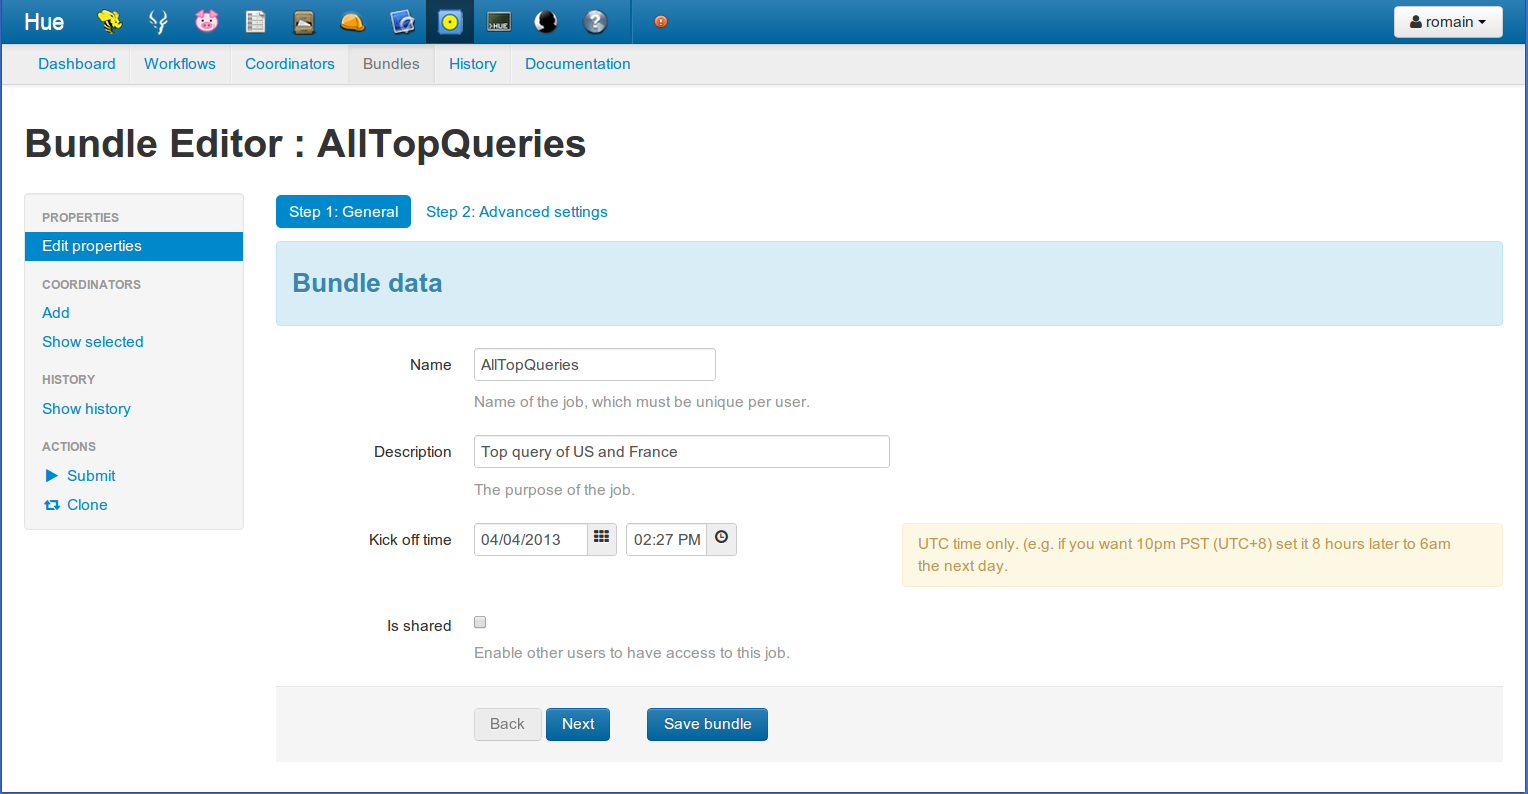 Hue
>HUE
romain
Dashboard Workflows Coordinators Bundles History Documentation
Bundle Editor : AllTopQueries
PROPERTIES
Edit properties
COORDINATORS
Add
Show selected
HISTORY
Show history
ACTIONS
Submit
Clone
Step 1: General Step 2: Advanced settings
Bundle data
Name AllTopQueries
Name of the job, which must be unique per user.
Description Top query of US and France
The purpose of the job.
Kick off time 04/04/2013 02:27 PM
UTC time only. (e.g. if you want 10pm PST (UTC+8) set it 8 hours later to 6am
the next day.
Is shared
Enable other users to have access to this job.
Back Next Save bundle